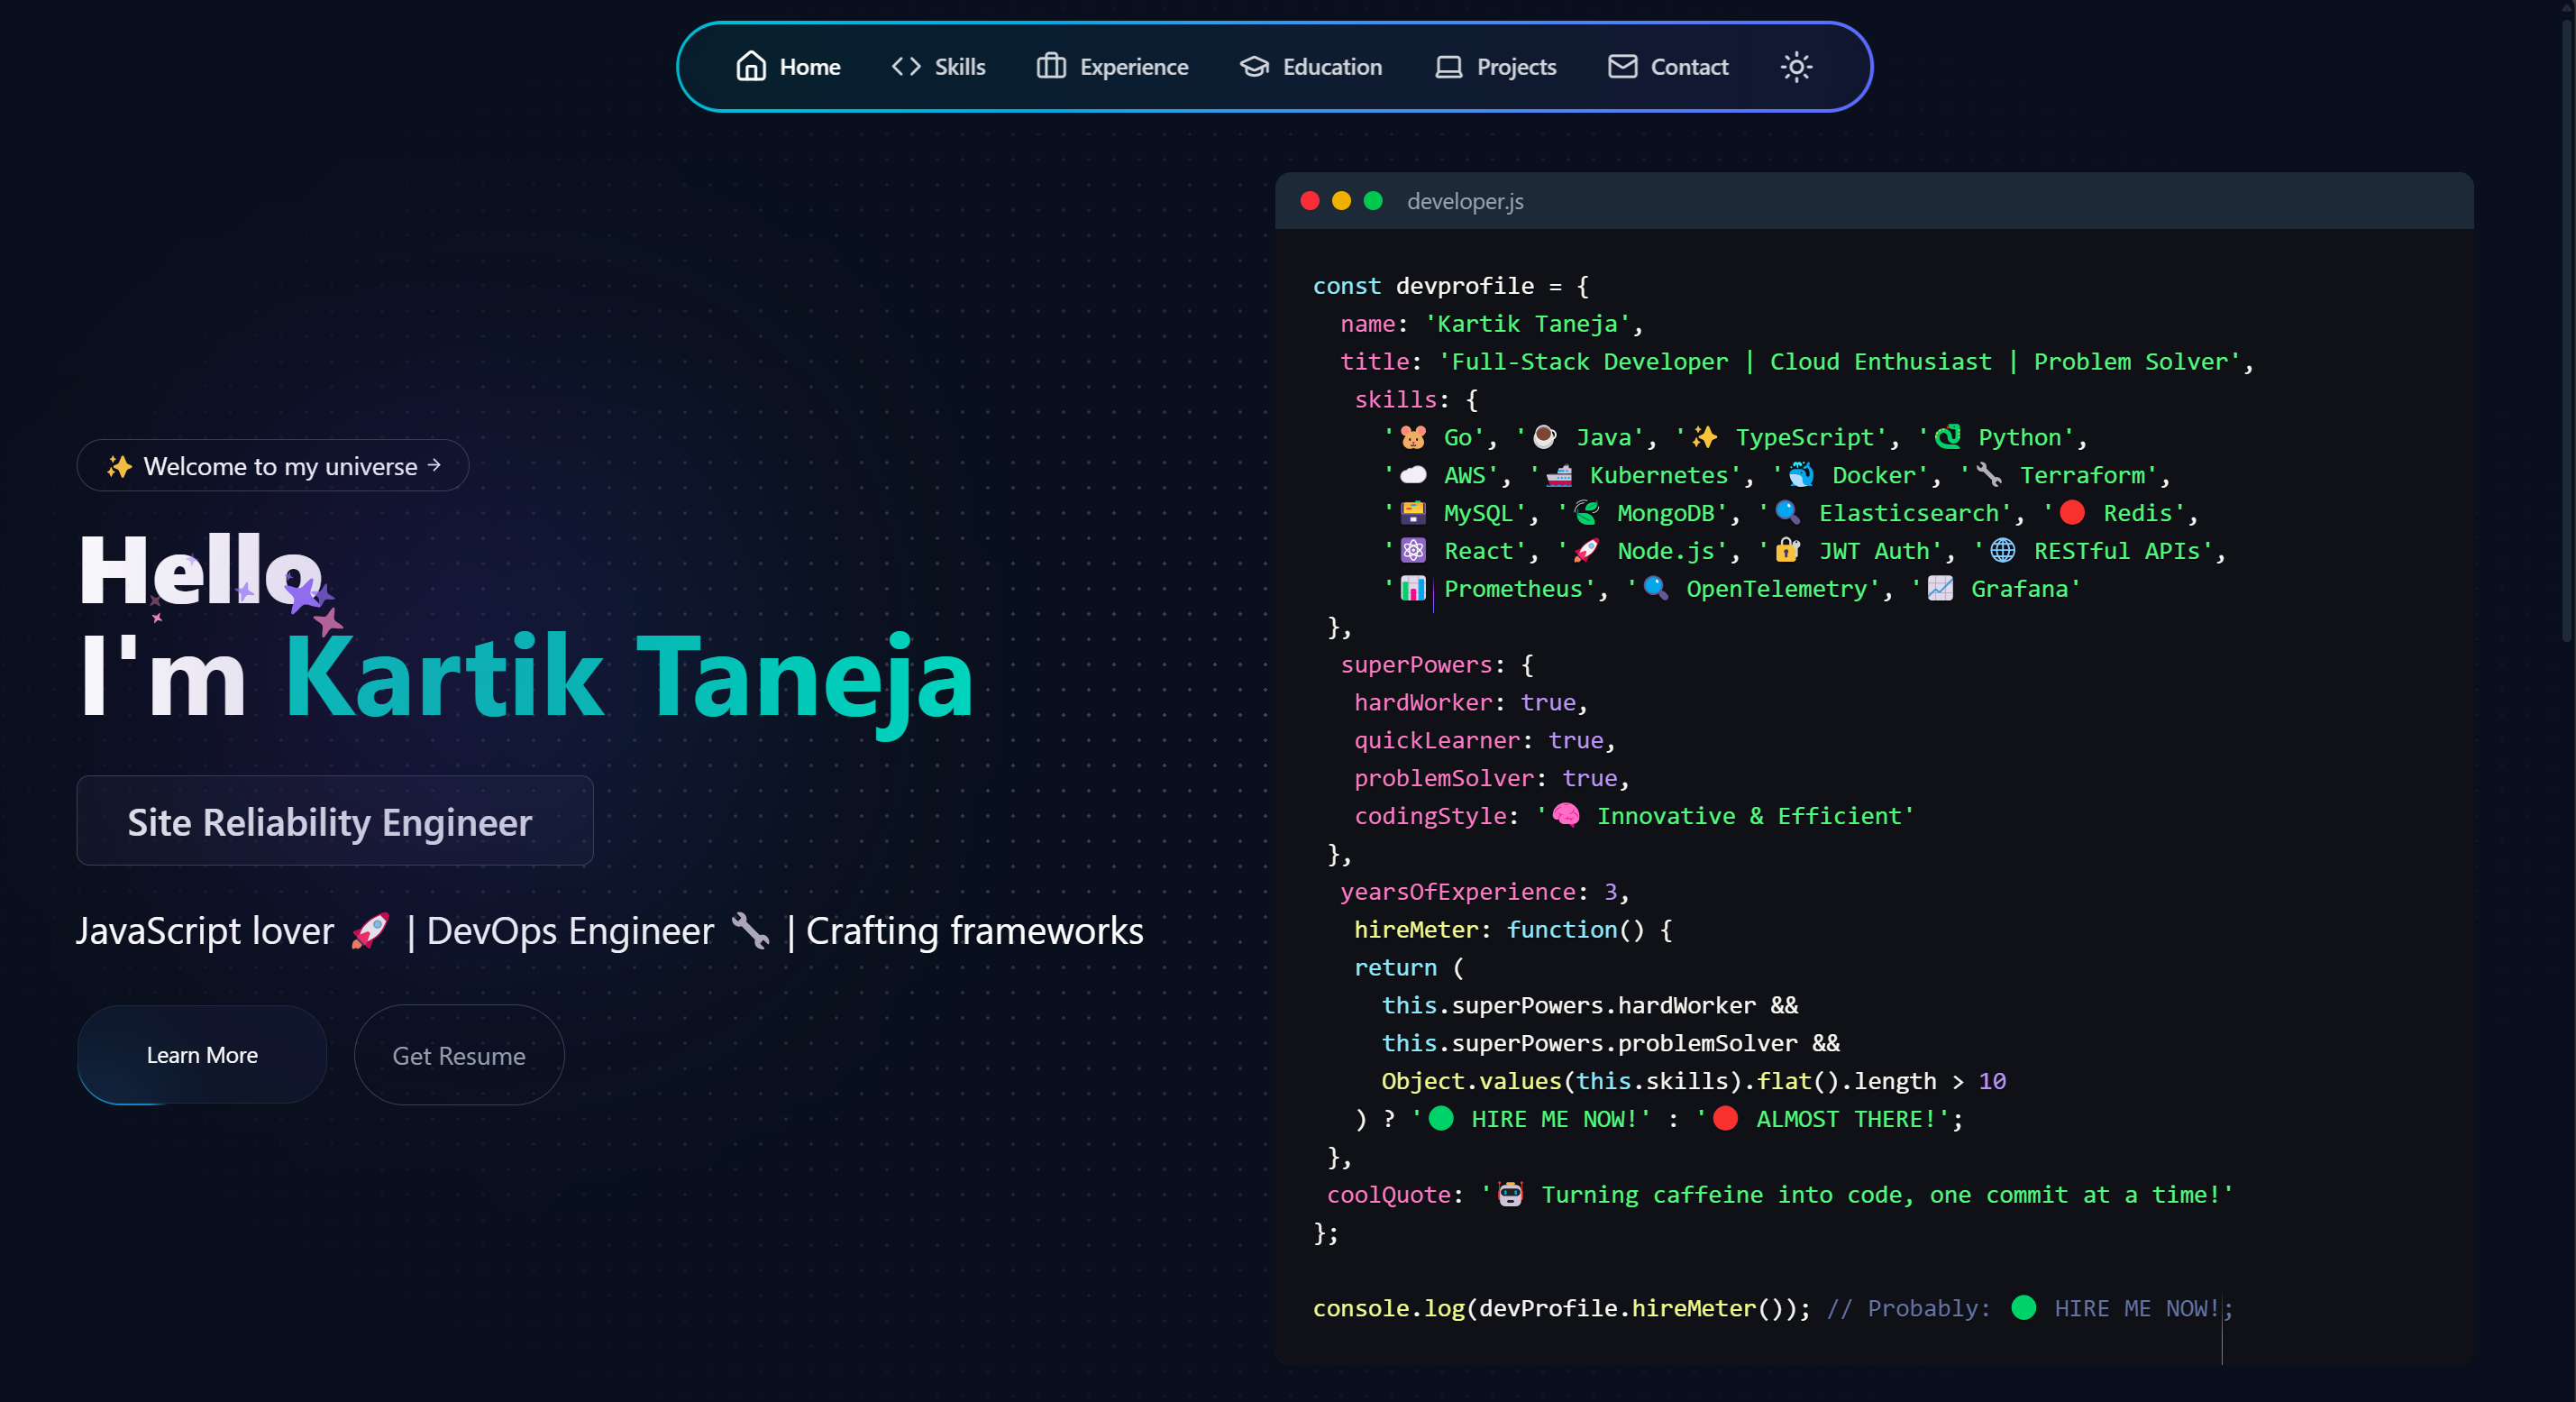 Home Skills Experience Education Projects Contact
✨ Welcome to my universe →
Hello
I'm Kartik Taneja
Site Reliability Engineer
JavaScript lover 🚀 | DevOps Engineer 🔧 | Crafting frameworks
Learn More
Get Resume
developer.js
const devprofile = {
name: 'Kartik Taneja',
title: 'Full-Stack Developer | Cloud Enthusiast | Problem Solver',
skills: {
'🐹 Go', '☕ Java', '✨ TypeScript', '🐍 Python',
'☁️ AWS', '🚢 Kubernetes', '🐳 Docker', '🔧 Terraform',
'🗃️ MySQL', '🍃 MongoDB', '🔍 Elasticsearch', '🔴 Redis',
'⚛️ React', '🚀 Node.js', '🔐 JWT Auth', '🌐 RESTful APIs',
'📊 Prometheus', '🔍 OpenTelemetry', '📈 Grafana'
},
superPowers: {
hardWorker: true,
quickLearner: true,
problemSolver: true,
codingStyle: '🧠 Innovative & Efficient'
},
yearsOfExperience: 3,
hireMeter: function() {
return (
this.superPowers.hardWorker &&
this.superPowers.problemSolver &&
Object.values(this.skills).flat().length > 10
) ? '🟢 HIRE ME NOW!' : '🔴 ALMOST THERE!';
},
coolQuote: '🤖 Turning caffeine into code, one commit at a time!'
};
console.log(devProfile.hireMeter()); // Probably: 🟢 HIRE ME NOW!;